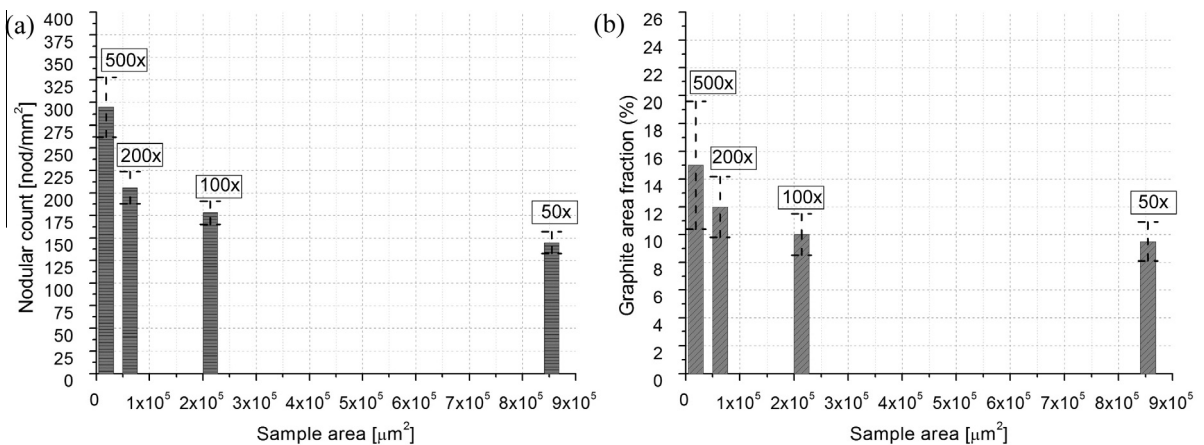 (a)
Nodular count [nod/mm²]
400
375
350
325
300
275
250
225
200
175
150
125
100
75
50
25
0
500x
200x
100x
50x
0 1x10⁵ 2x10⁵ 3x10⁵ 4x10⁵ 5x10⁵ 6x10⁵ 7x10⁵ 8x10⁵ 9x10⁵
Sample area [μm²]
(b)
Graphite area fraction (%)
26
24
22
20
18
16
14
12
10
8
6
4
2
0
500x
200x
100x
50x
0 1x10⁵ 2x10⁵ 3x10⁵ 4x10⁵ 5x10⁵ 6x10⁵ 7x10⁵ 8x10⁵ 9x10⁵
Sample area [μm²]